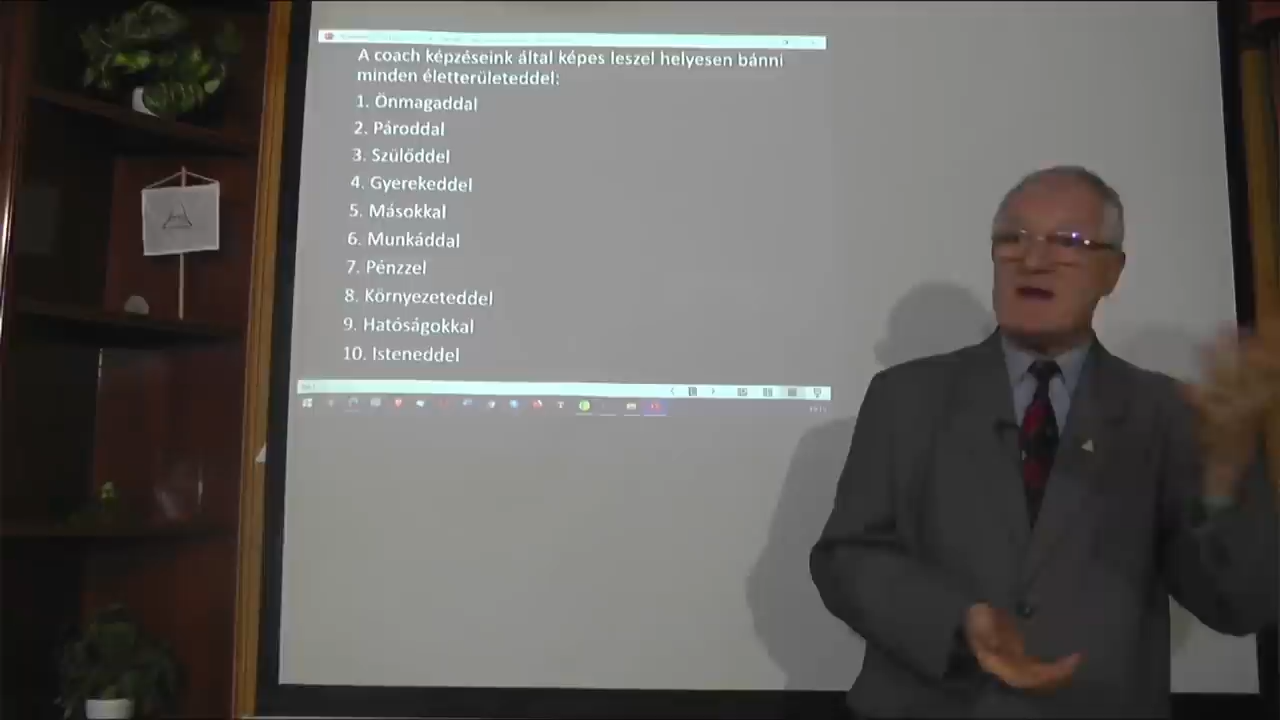 A coach képzéseink által képes leszel helyesen bánni
minden életterületeddel:
1. Önmagaddal
2. Pároddal
3. Szülőddel
4. Gyerekeddel
5. Másokkal
6. Munkáddal
7. Pénzzel
8. Környezeteddel
9. Hatóságokkal
10. Isteneddel